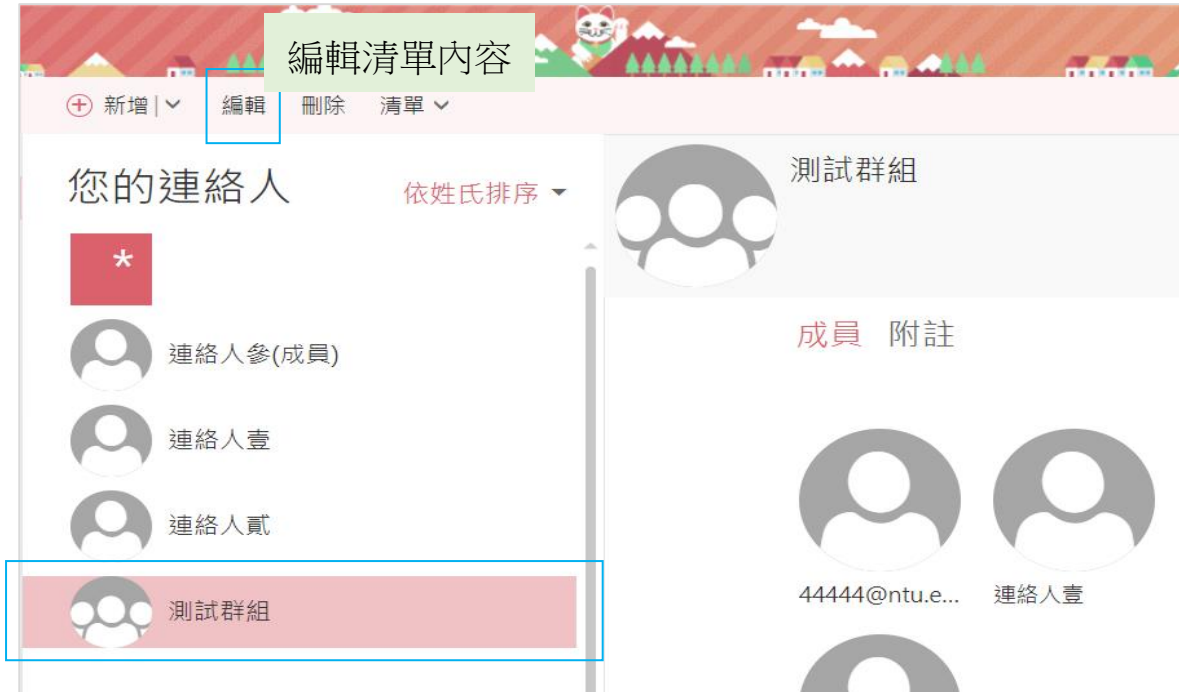 編輯清單內容
新增 | 編輯 刪除 清單
您的連絡人 依姓氏排序
*
連絡人參(成員)
連絡人壹
連絡人貳
測試群組
測試群組
成員 附註
44444@ntu.e... 連絡人壹